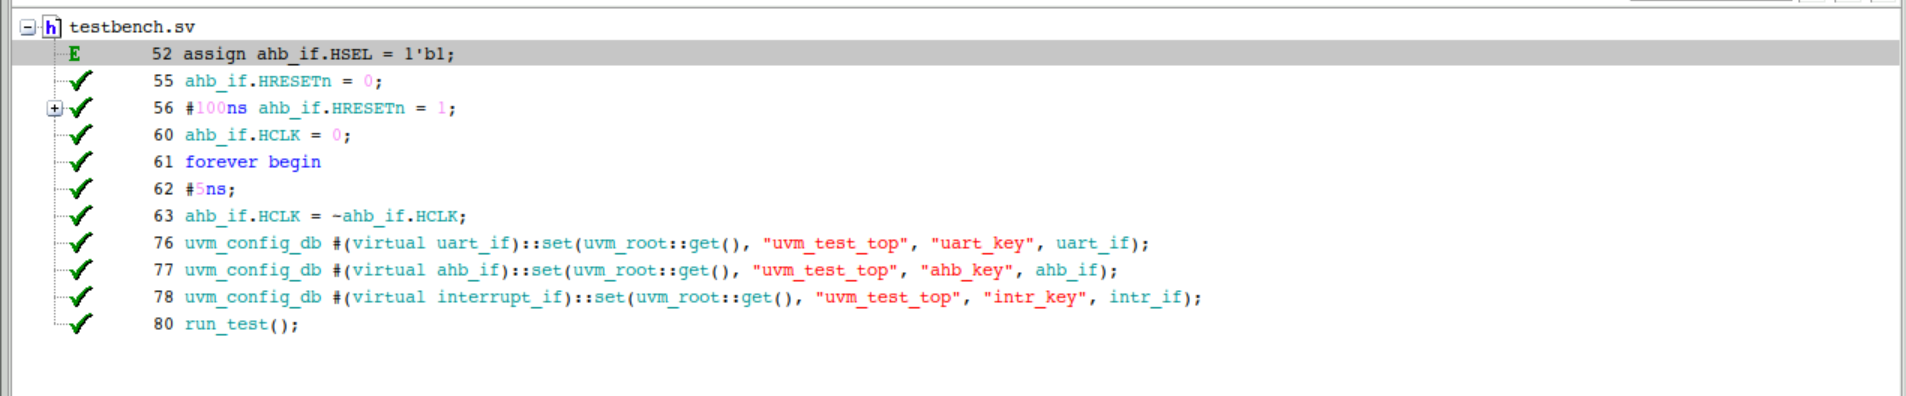 h testbench.sv
E 52 assign ahb_if.HSEL = 1'b1;
55 ahb_if.HRESETn = 0;
56 #100ns ahb_if.HRESETn = 1;
60 ahb_if.HCLK = 0;
61 forever begin
62 #5ns;
63 ahb_if.HCLK = ~ahb_if.HCLK;
76 uvm_config_db #(virtual uart_if)::set(uvm_root::get(), "uvm_test_top", "uart_key", uart_if);
77 uvm_config_db #(virtual ahb_if)::set(uvm_root::get(), "uvm_test_top", "ahb_key", ahb_if);
78 uvm_config_db #(virtual interrupt_if)::set(uvm_root::get(), "uvm_test_top", "intr_key", intr_if);
80 run_test();